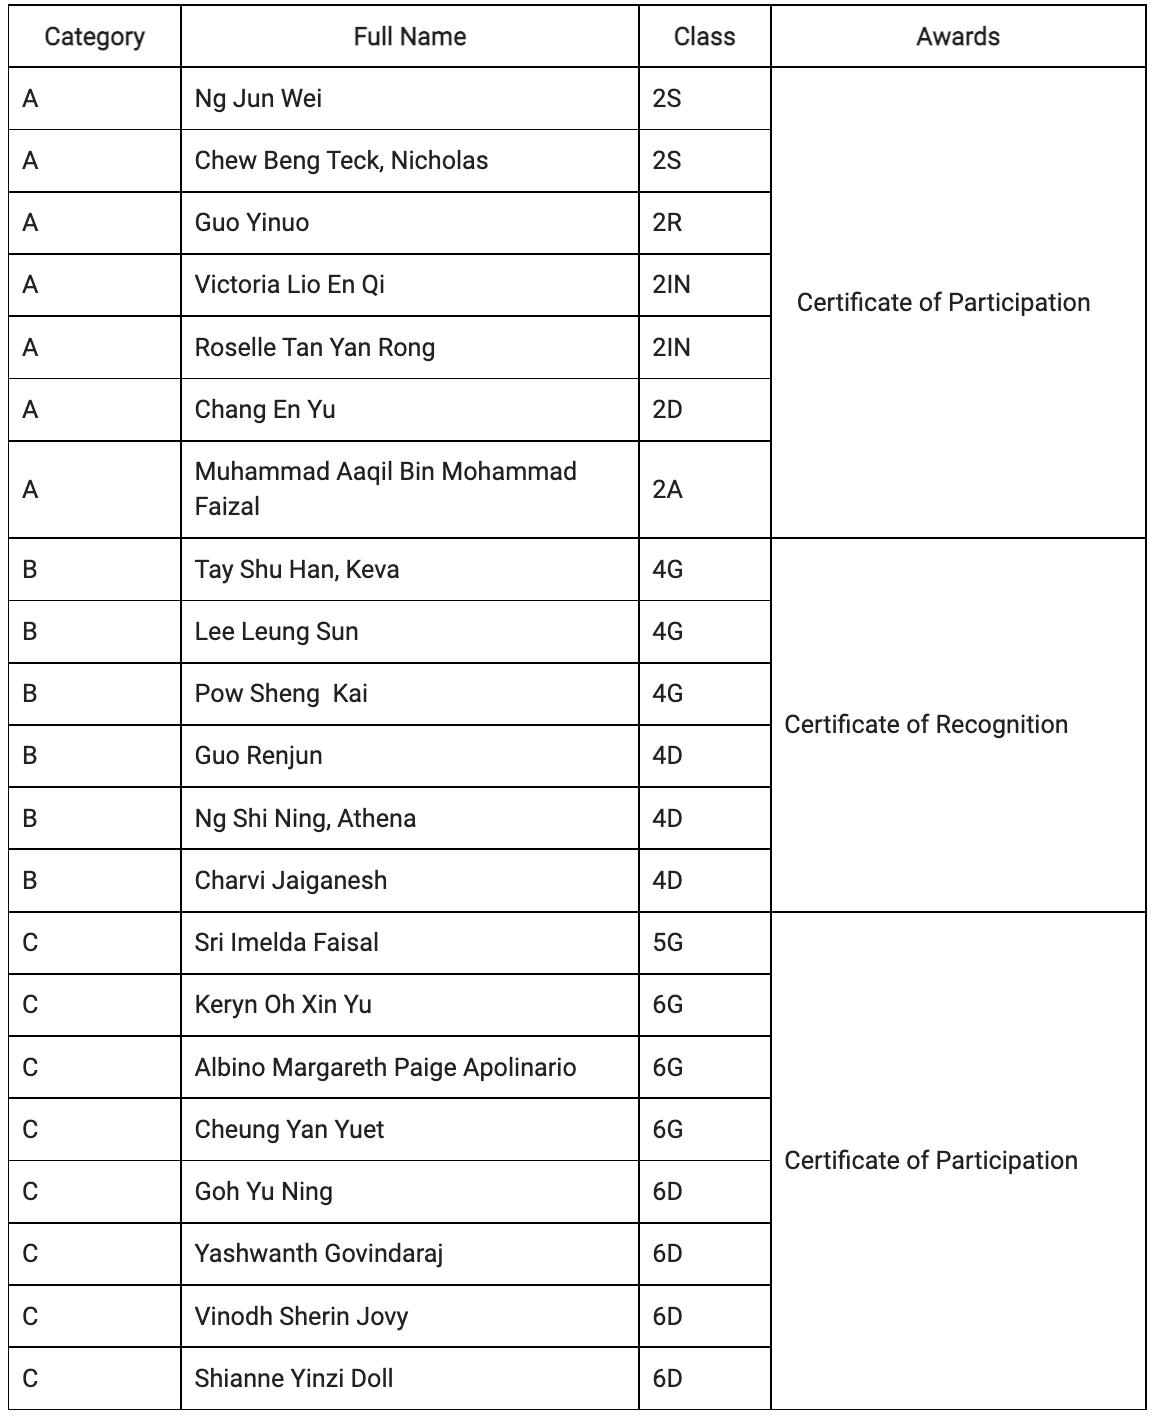 Category Full Name Class Awards
A Ng Jun Wei 2S
A Chew Beng Teck, Nicholas 2S
A Guo Yinuo 2R
A Victoria Lio En Qi 2IN
Certificate of Participation
A Roselle Tan Yan Rong 2IN
A Chang En Yu 2D
A Muhammad Aaqil Bin Mohammad
Faizal 2A
B Tay Shu Han, Keva 4G
B Lee Leung Sun 4G
B Pow Sheng  Kai 4G
Certificate of Recognition
B Guo Renjun 4D
B Ng Shi Ning, Athena 4D
B Charvi Jaiganesh 4D
C Sri Imelda Faisal 5G
C Keryn Oh Xin Yu 6G
C Albino Margareth Paige Apolinario 6G
C Cheung Yan Yuet 6G
Certificate of Participation
C Goh Yu Ning 6D
C Yashwanth Govindaraj 6D
C Vinodh Sherin Jovy 6D
C Shianne Yinzi Doll 6D